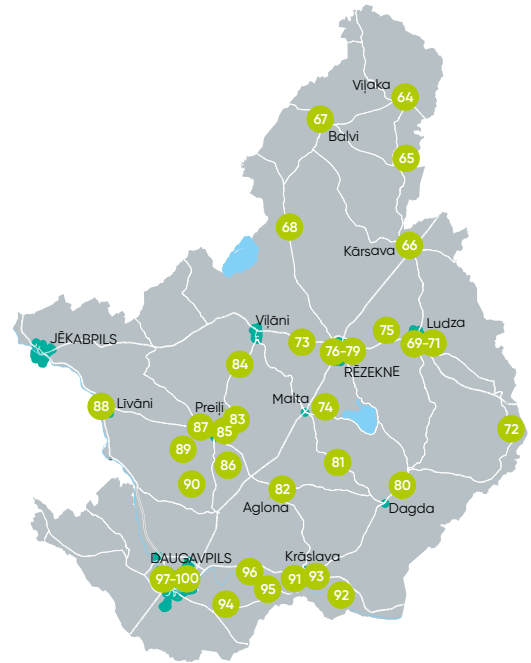 Viļaka
64
67
Balvi
65
68
Kārsava
66
Viļāni
75
Ludza
JĒKABPILS
73
76-79
69-71
RĒZEKNE
84
Malta
74
88
Līvāni
Preiļi
83
87
85
72
89
86
81
90
82
80
Aglona
Dagda
DAUGAVPILS
Krāslava
97-100
96
91
93
95
92
94